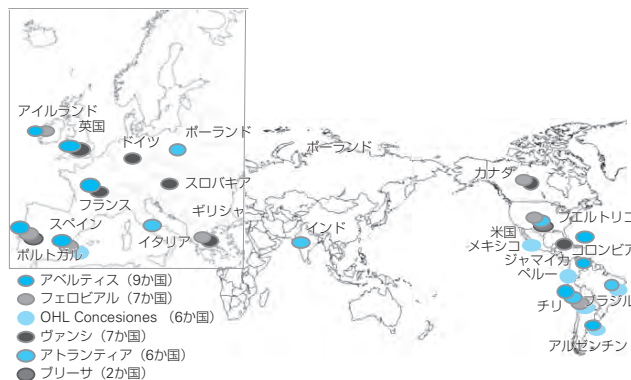 アイルランド
英国
ドイツ
ポーランド
フランス
スロバキア
スペイン
ギリシャ
イタリア
ポルトガル
ポーランド
インド
カナダ
プエルトリコ
米国
メキシコ
コロンビア
ジャマイカ
ペルー
チリ
ブラジル
アルゼンチン
アベルティス（9か国）
フェロビアル（7か国）
OHL Concesiones （6か国）
ヴァンシ（7か国）
アトランティア（6か国）
ブリーサ（2か国）